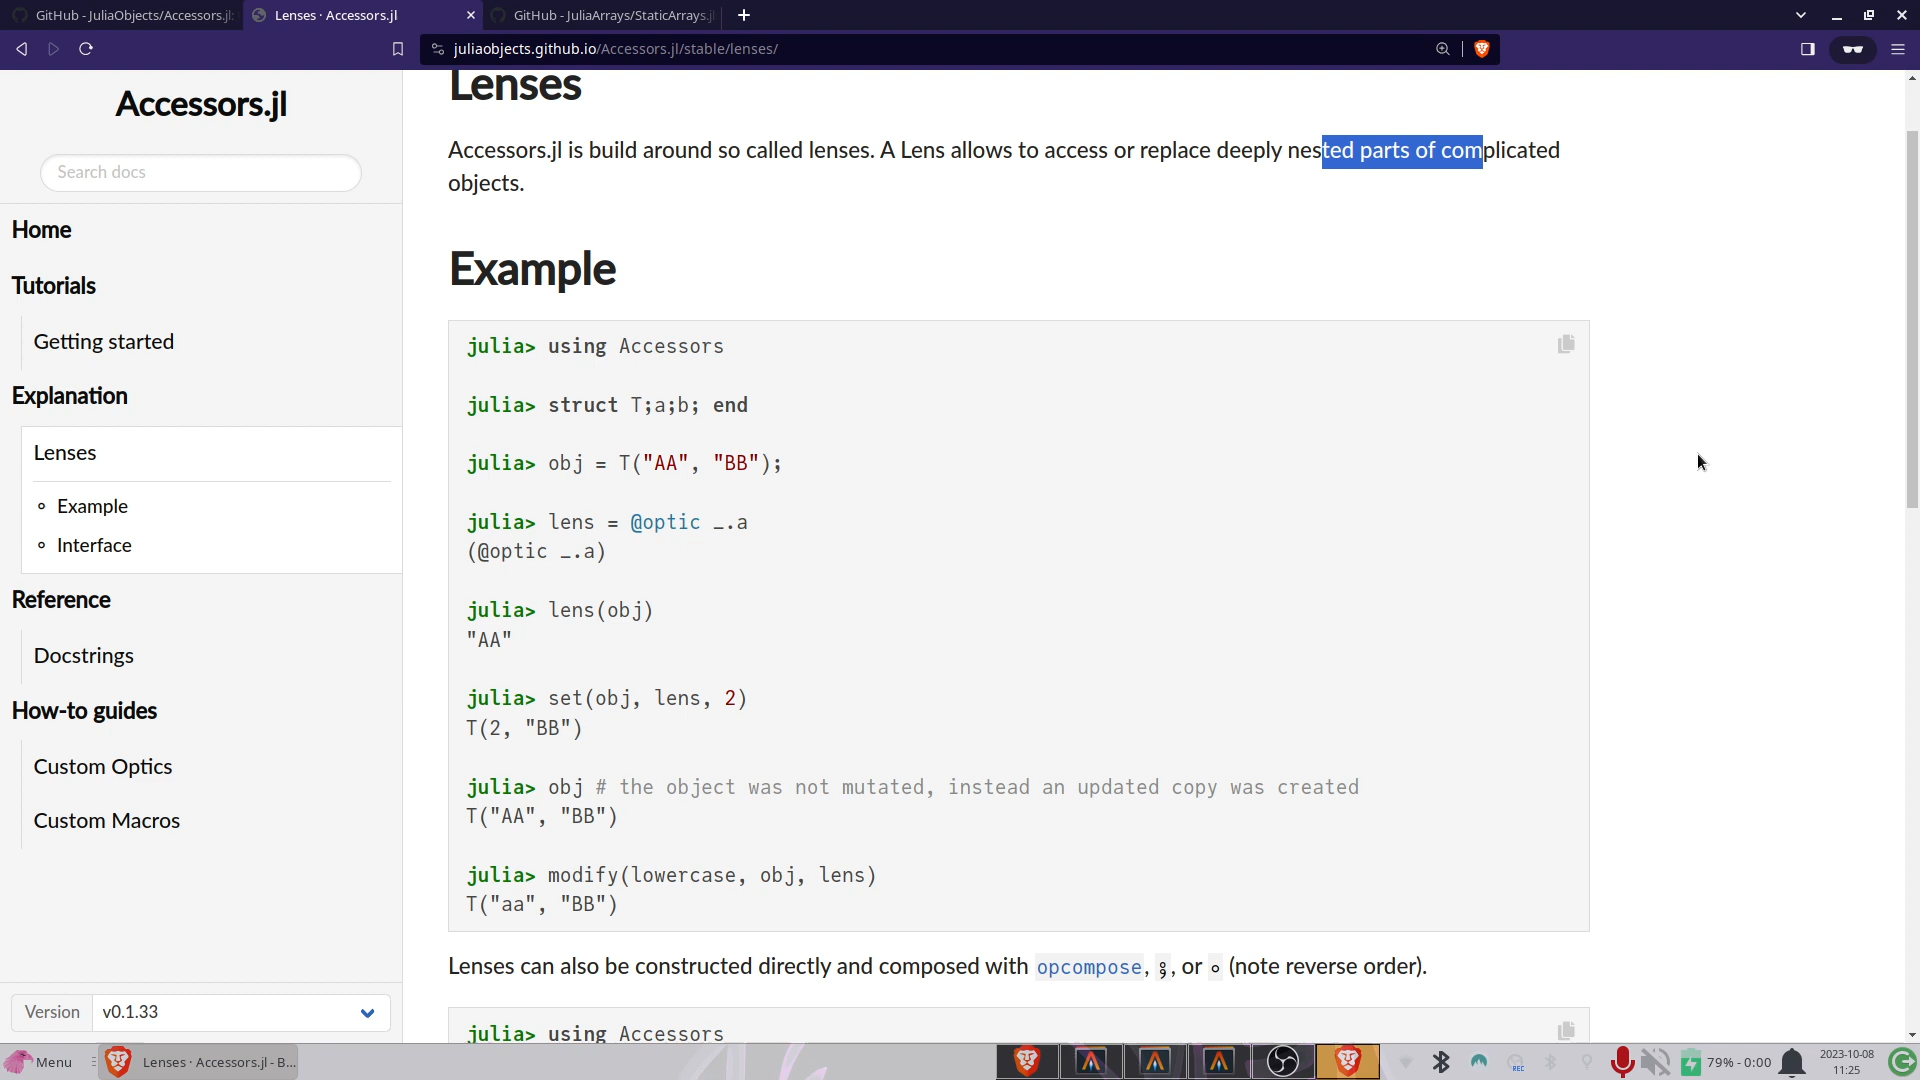 GitHub - JuliaObjects/Accessors.jl:
Lenses · Accessors.jl
GitHub - JuliaArrays/StaticArrays.jl
juliaobjects.github.io/Accessors.jl/stable/lenses/
Accessors.jl
Search docs
Home
Tutorials
Getting started
Explanation
Lenses
Example
Interface
Reference
Docstrings
How-to guides
Custom Optics
Custom Macros
Version v0.1.33
Lenses
Accessors.jl is build around so called lenses. A Lens allows to access or replace deeply nested parts of complicated
objects.
Example
julia> using Accessors
julia> struct T;a;b; end
julia> obj = T("AA", "BB");
julia> lens = @optic _.a
(@optic _.a)
julia> lens(obj)
"AA"
julia> set(obj, lens, 2)
T(2, "BB")
julia> obj # the object was not mutated, instead an updated copy was created
T("AA", "BB")
julia> modify(lowercase, obj, lens)
T("aa", "BB")
Lenses can also be constructed directly and composed with opcompose, ⨟, or ∘ (note reverse order).
julia> using Accessors
Menu
Lenses · Accessors.jl - B...
REC
79% - 0:00
2023-10-08
11:25